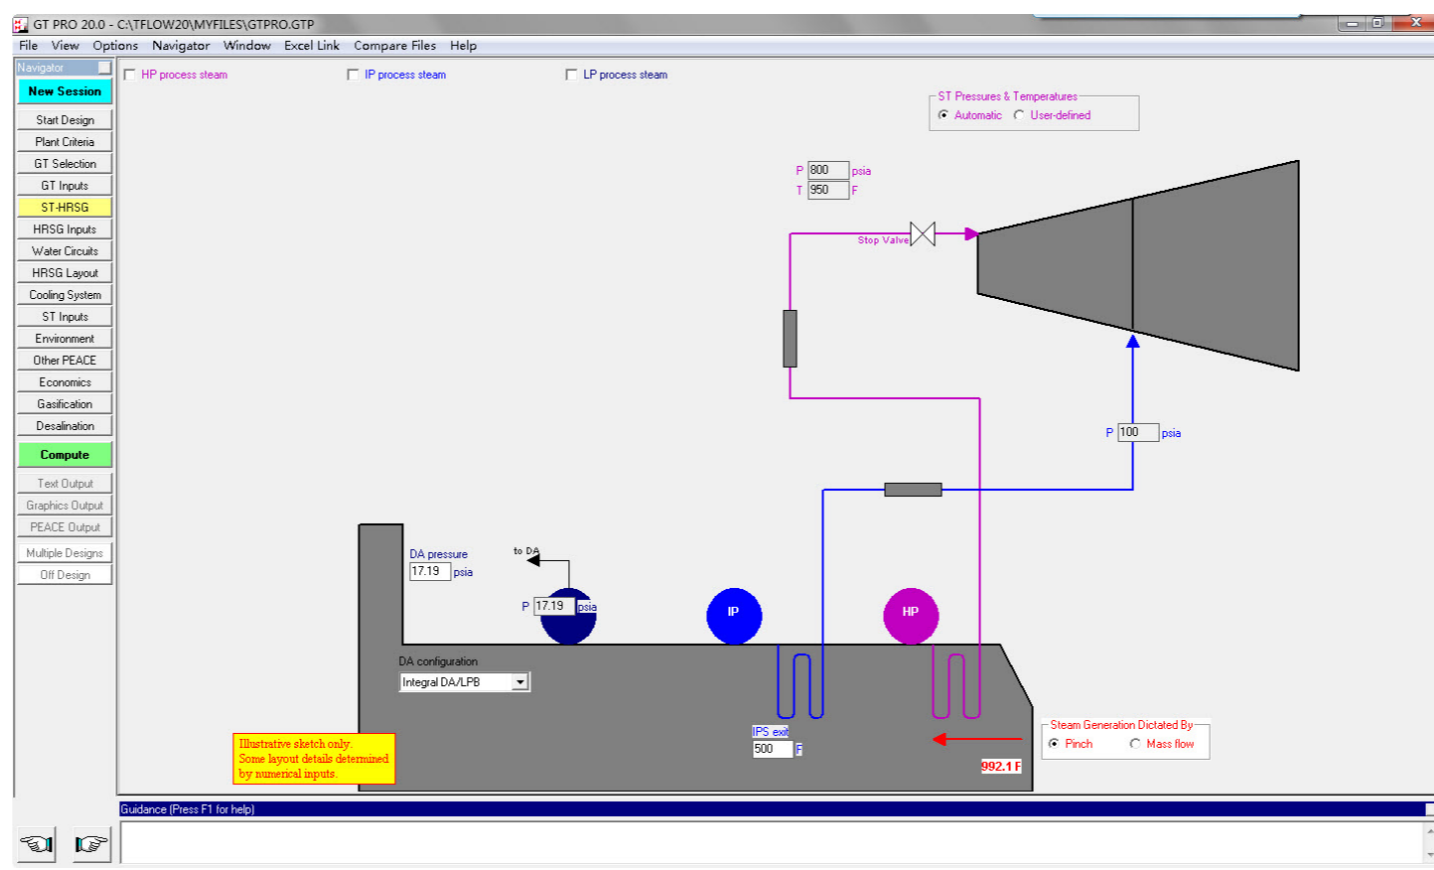 GT PRO 20.0 - C:\TFLOW20\MYFILES\GTPRO.GTP
File View Options Navigator Window Excel Link Compare Files Help
Navigator
New Session
Start Design
Plant Criteria
GT Selection
GT Inputs
ST-HRSG
HRSG Inputs
Water Circuits
HRSG Layout
Cooling System
ST Inputs
Environment
Other PEACE
Economics
Gasification
Desalination
Compute
Text Output
Graphics Output
PEACE Output
Multiple Designs
Off Design
HP process steam
IP process steam
LP process steam
ST Pressures & Temperatures
Automatic User-defined
P 800 psia
T 950 F
Stop Valve
P 100 psia
DA pressure
17.19 psia
to DA
P 17.19 psia
IP
HP
DA configuration
Integral DA/LPB
IPS exit
500 F
Illustrative sketch only.
Some layout details determined
by numerical inputs.
992.1 F
Steam Generation Dictated By
Pinch Mass flow
Guidance (Press F1 for help)